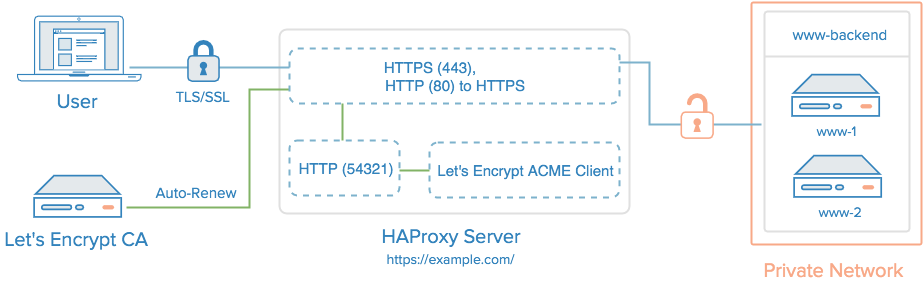 www-backend
HTTPS (443),
HTTP (80) to HTTPS
User
TLS/SSL
www-1
HTTP (54321)
Let's Encrypt ACME Client
Auto-Renew
www-2
Let's Encrypt CA
HAProxy Server
https://example.com/
Private Network